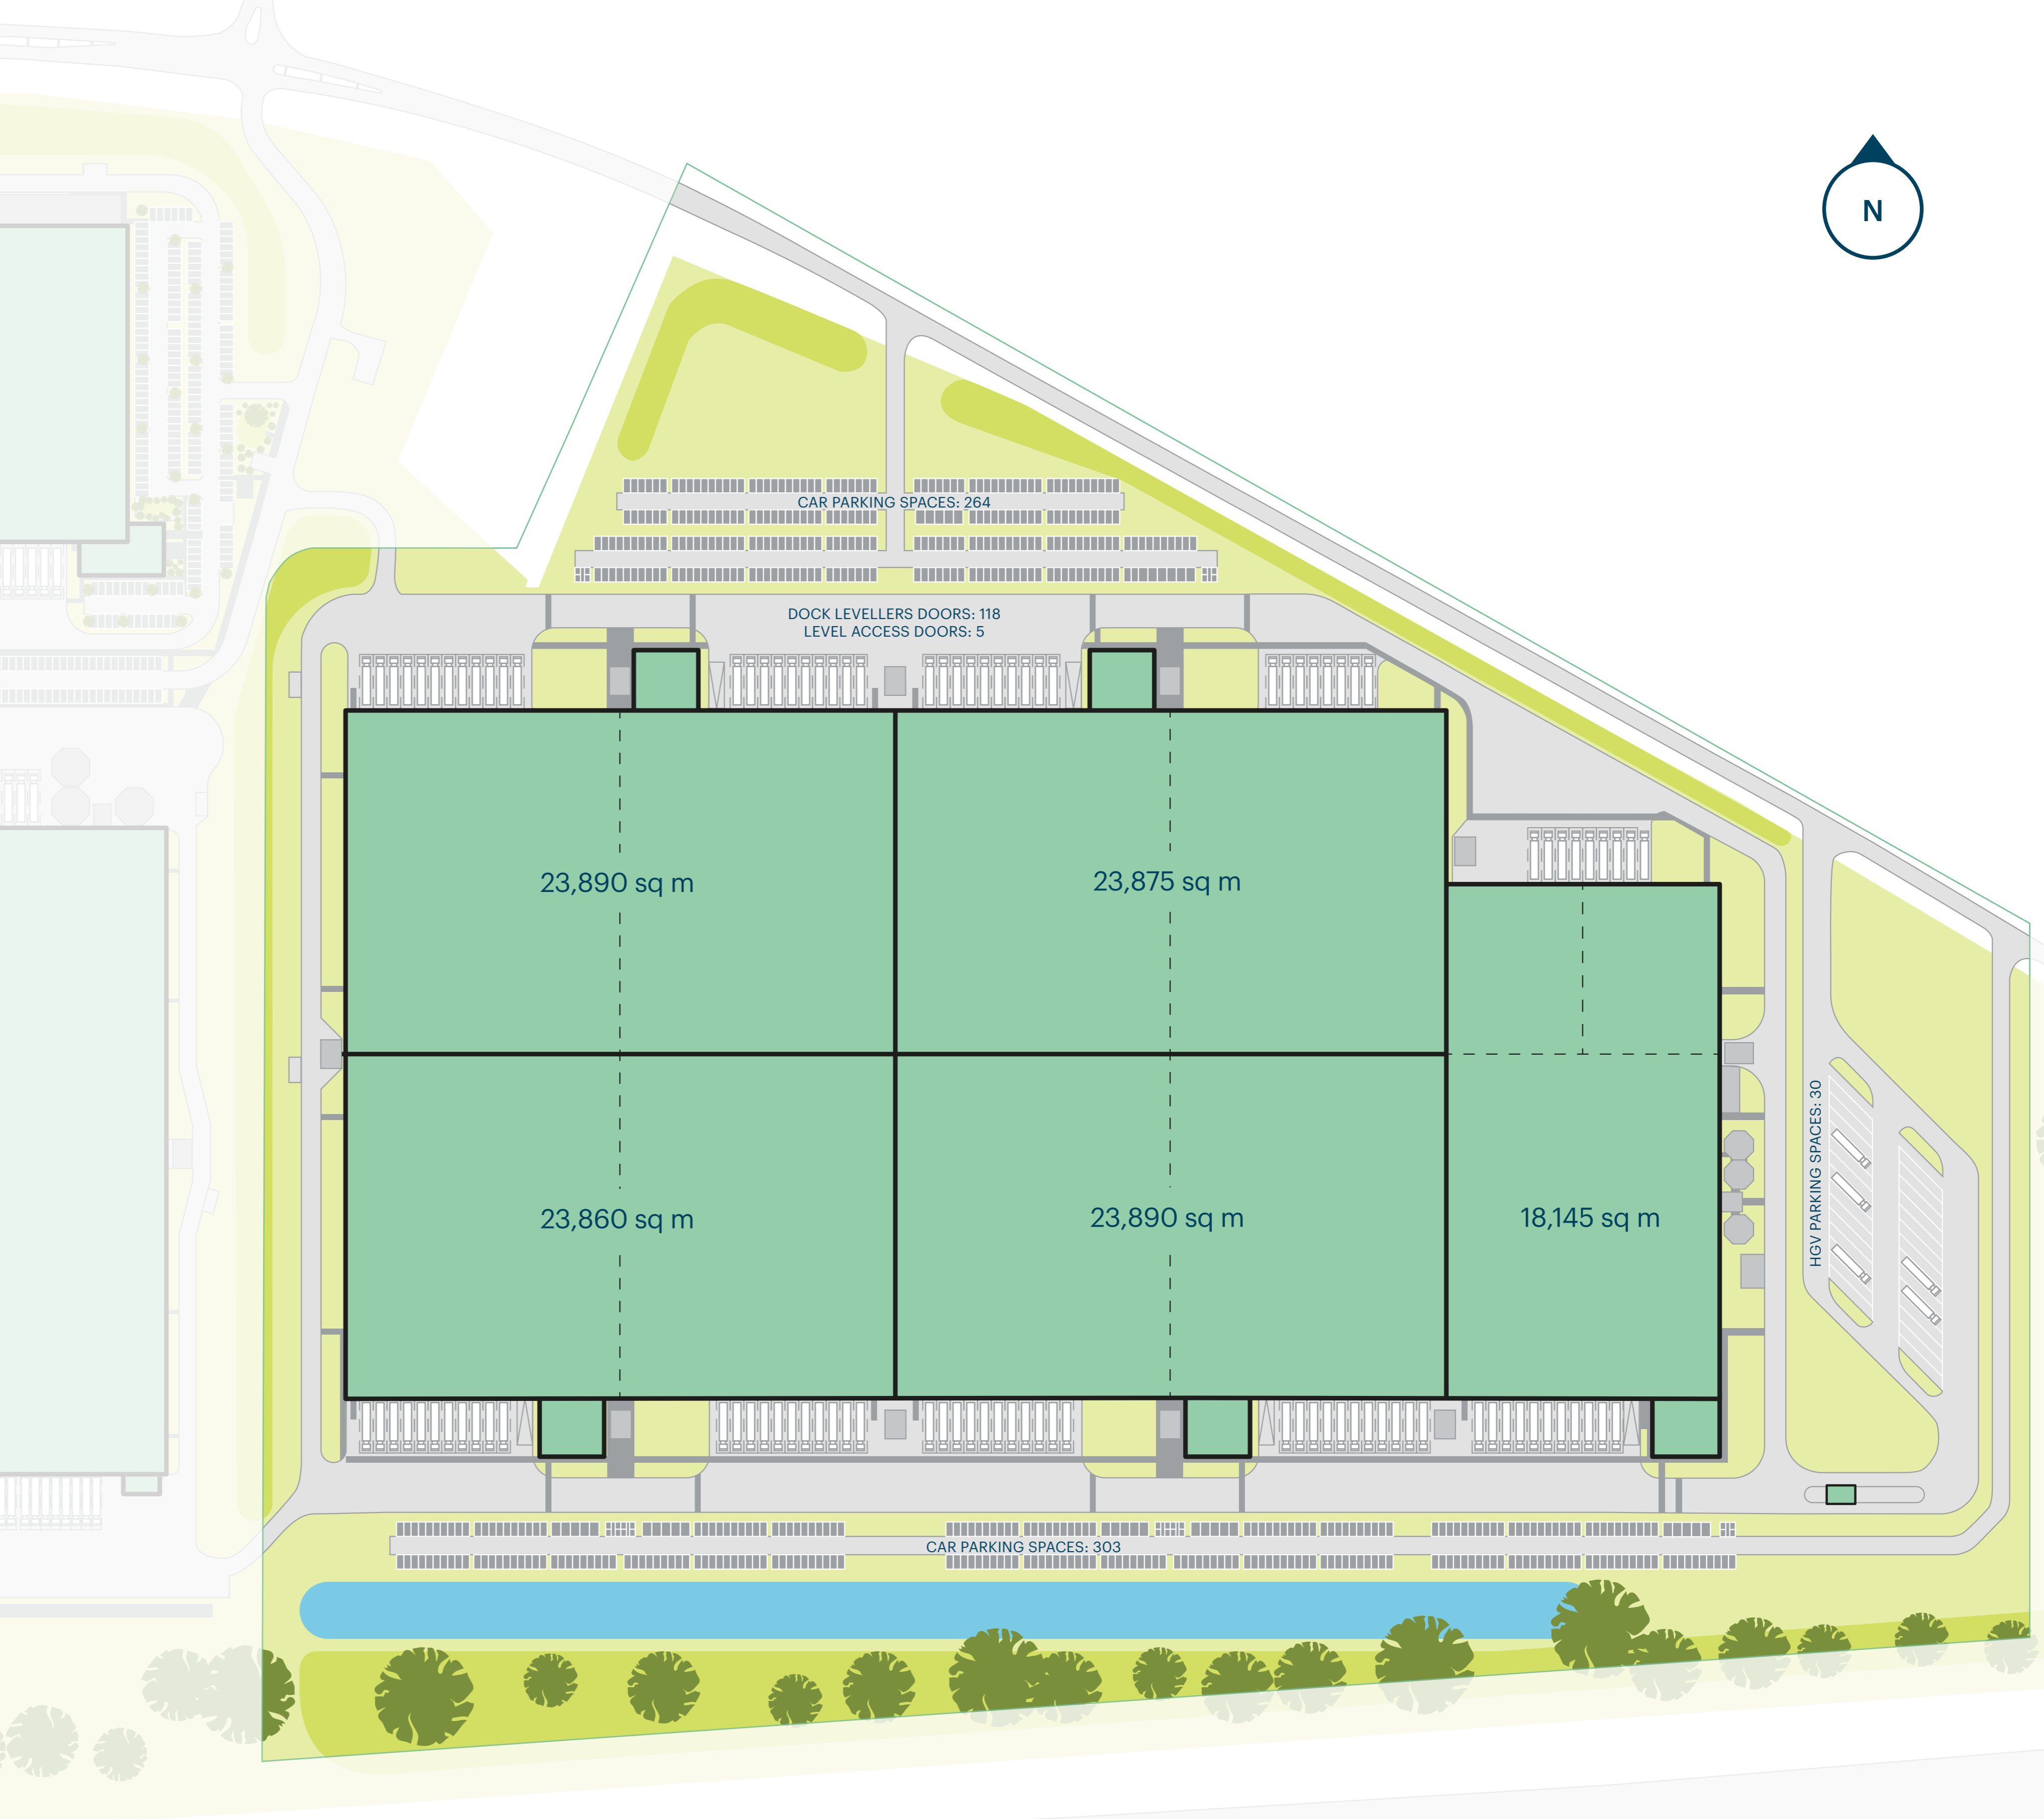 N
CAR PARKING SPACES: 264
DOCK LEVELLERS DOORS: 118
LEVEL ACCESS DOORS: 5
23,890 sq m
23,875 sq m
23,860 sq m
23,890 sq m
18,145 sq m
HGV PARKING SPACES: 30
CAR PARKING SPACES: 303